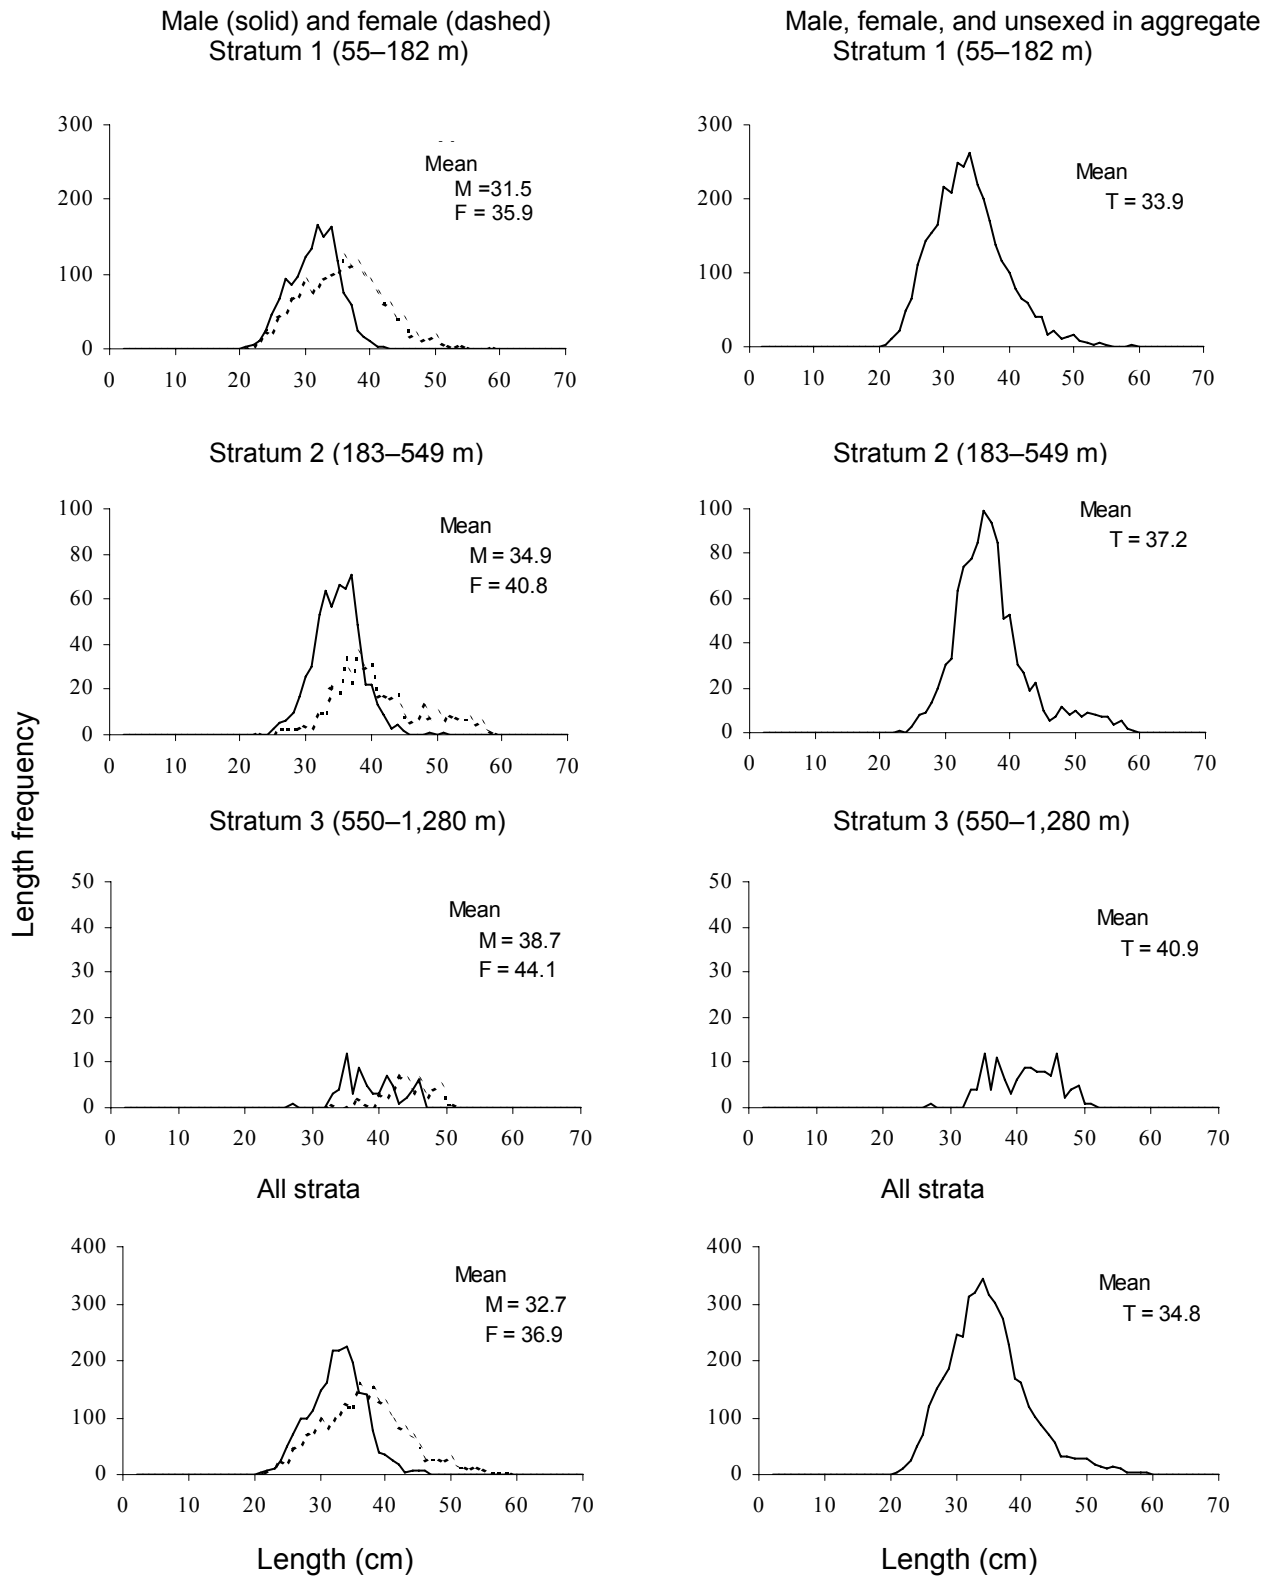 Male (solid) and female (dashed)
Stratum 1 (55–182 m)
300
200
100
0
0 10 20 30 40 50 60 70
Mean
M =31.5
F = 35.9
Male, female, and unsexed in aggregate
Stratum 1 (55–182 m)
300
200
100
0
0 10 20 30 40 50 60 70
Mean
T = 33.9
Stratum 2 (183–549 m)
100
80
60
40
20
0
0 10 20 30 40 50 60 70
Mean
M = 34.9
F = 40.8
Stratum 2 (183–549 m)
100
80
60
40
20
0
0 10 20 30 40 50 60 70
Mean
T = 37.2
Length frequency
Stratum 3 (550–1,280 m)
50
40
30
20
10
0
0 10 20 30 40 50 60 70
Mean
M = 38.7
F = 44.1
Stratum 3 (550–1,280 m)
50
40
30
20
10
0
0 10 20 30 40 50 60 70
Mean
T = 40.9
All strata
400
300
200
100
0
0 10 20 30 40 50 60 70
Mean
M = 32.7
F = 36.9
Length (cm)
All strata
400
300
200
100
0
0 10 20 30 40 50 60 70
Mean
T = 34.8
Length (cm)